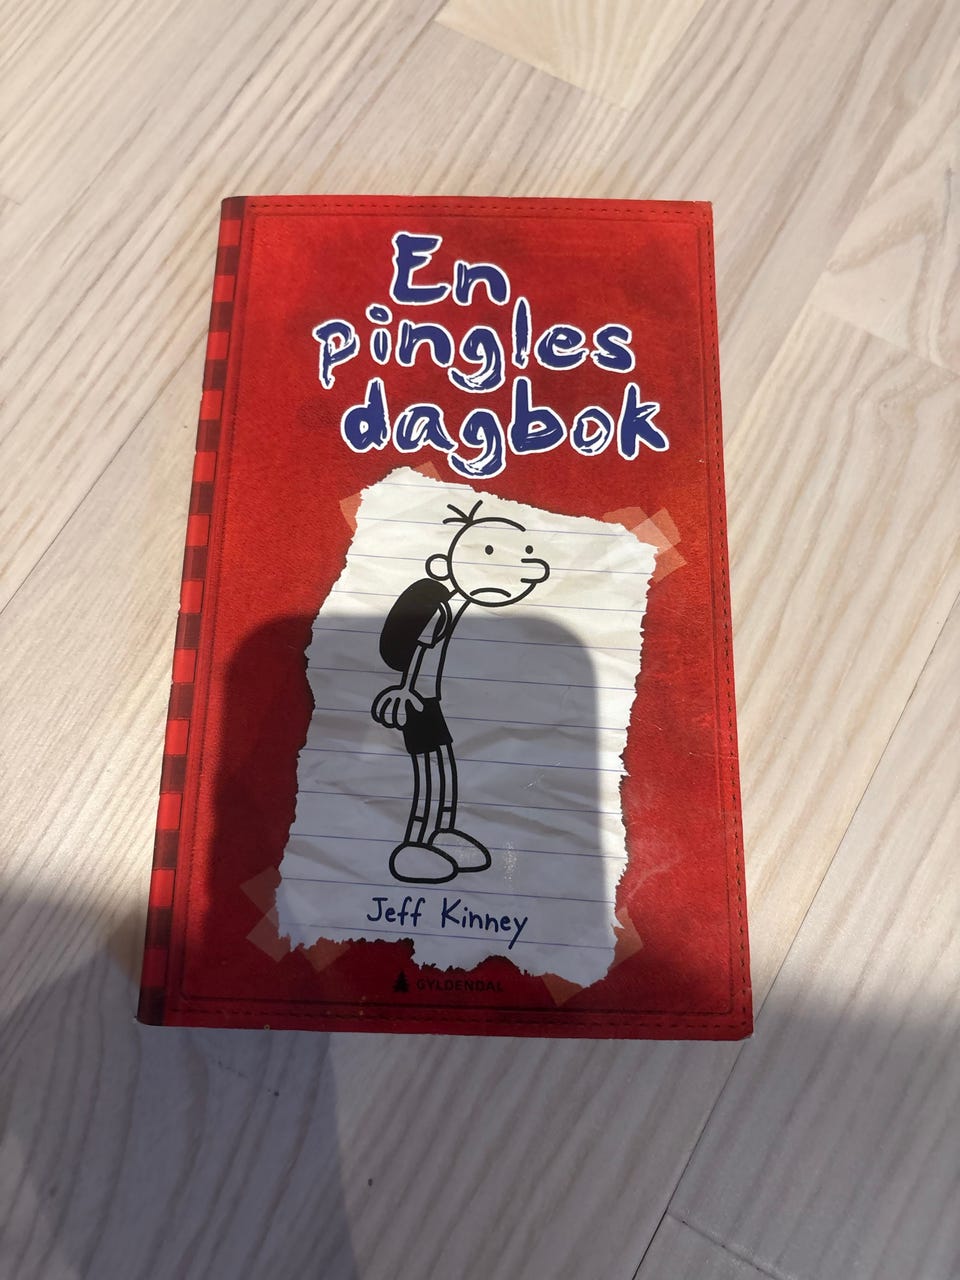 En
pingles
dagbok
Jeff Kinney
GYLDENDAL